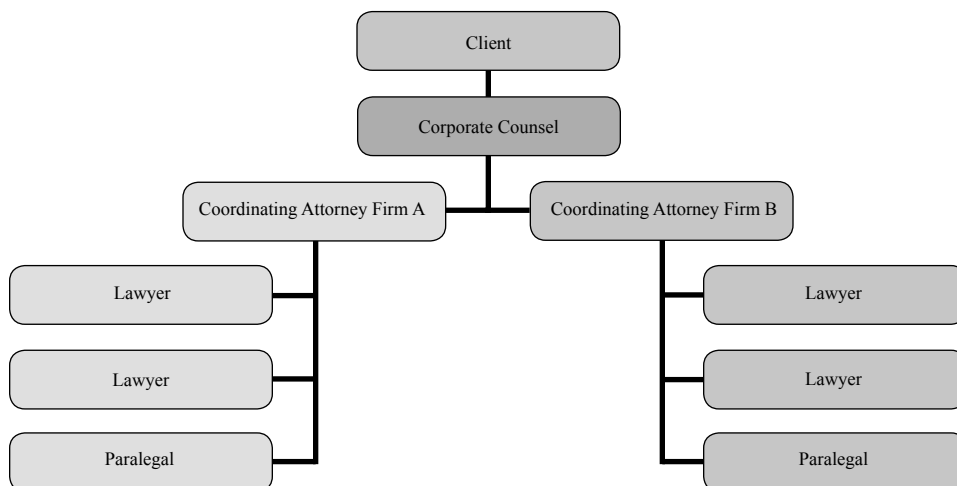 Client
Corporate Counsel
Coordinating Attorney Firm A
Coordinating Attorney Firm B
Lawyer
Lawyer
Lawyer
Lawyer
Paralegal
Paralegal